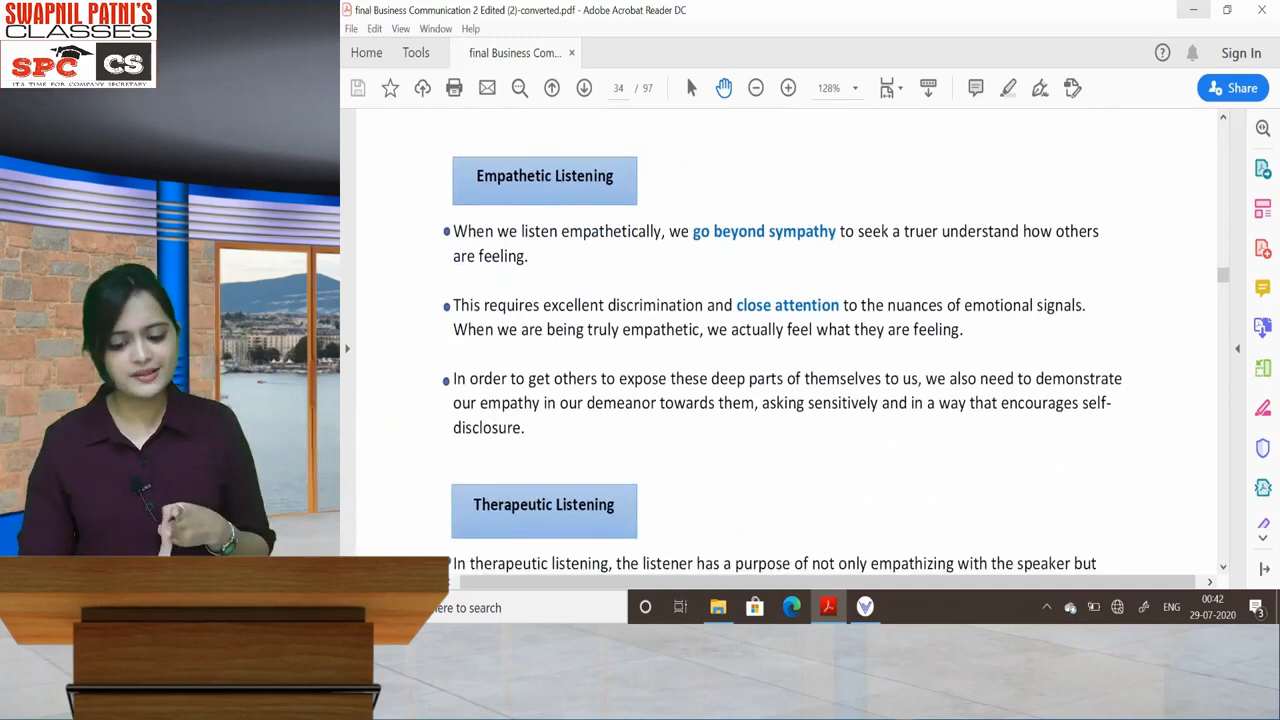 SWAPNIL PATNI'S
CLASSES
SPC CS
IT'S TIME FOR COMPANY SECRETARY
final Business Communication 2 Edited (2)-converted.pdf - Adobe Acrobat Reader DC
File Edit View Window Help
Home Tools final Business Com... × Sign In
34 / 97 128% Share
Empathetic Listening
When we listen empathetically, we go beyond sympathy to seek a truer understand how others
are feeling.
This requires excellent discrimination and close attention to the nuances of emotional signals.
When we are being truly empathetic, we actually feel what they are feeling.
In order to get others to expose these deep parts of themselves to us, we also need to demonstrate
our empathy in our demeanor towards them, asking sensitively and in a way that encourages self-
disclosure.
Therapeutic Listening
In therapeutic listening, the listener has a purpose of not only empathizing with the speaker but
ere to search
ENG
00:42
29-07-2020
3